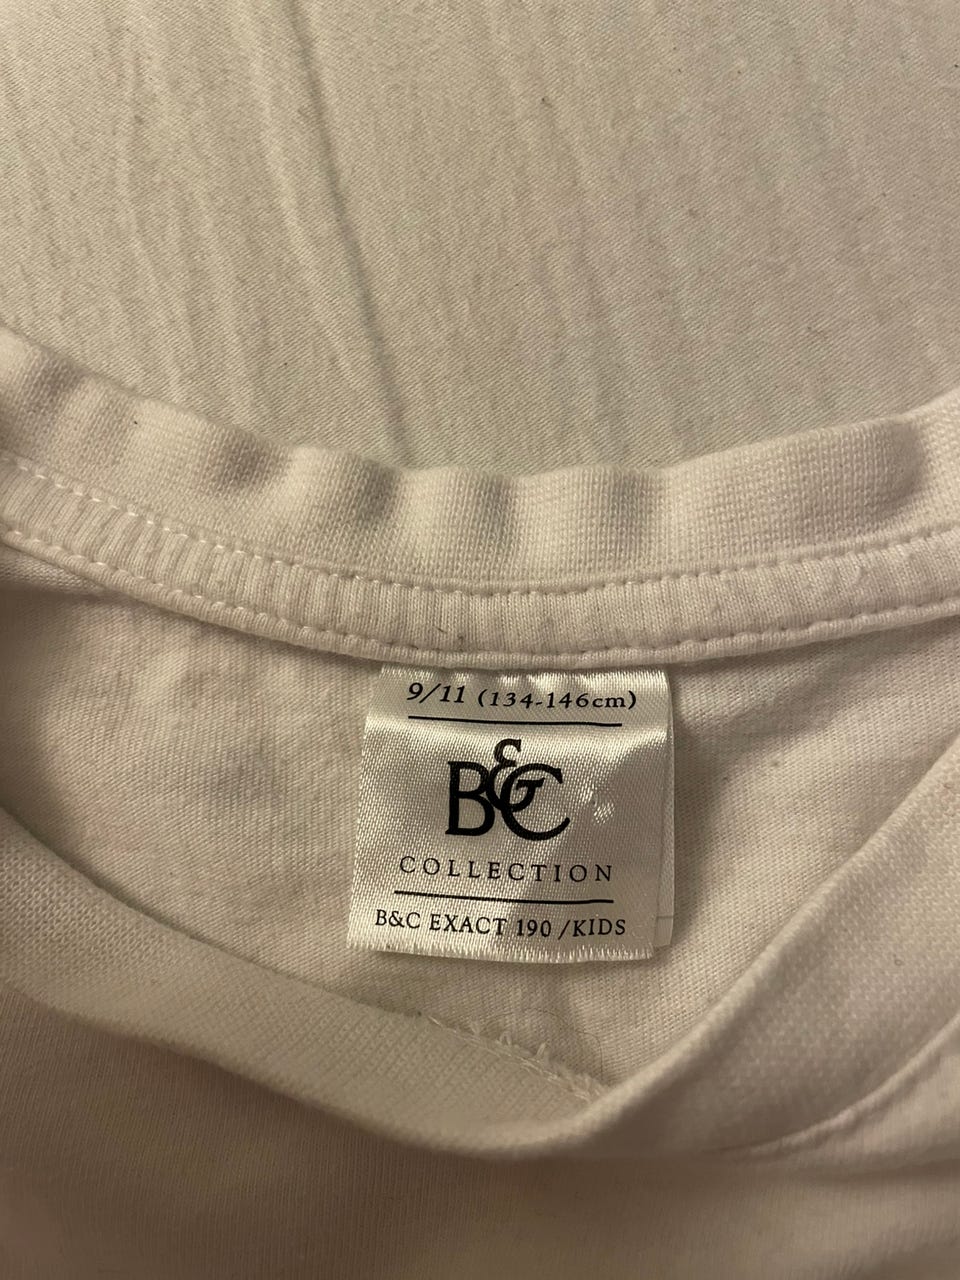 9/11 (134-146cm)
B&C
COLLECTION
B&C EXACT 190 /KIDS